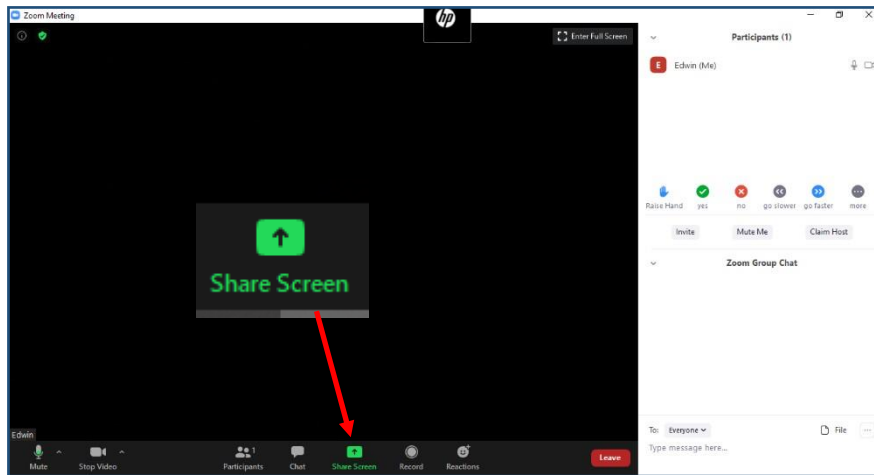 Zoom Meeting
hp
Enter Full Screen
Participants (1)
E Edwin (Me)
Raise Hand yes no go slower go faster more
Invite Mute Me Claim Host
Zoom Group Chat
Share Screen
To: Everyone File
Type message here...
Edwin
Mute Stop Video Participants 1 Chat Share Screen Record Reactions Leave